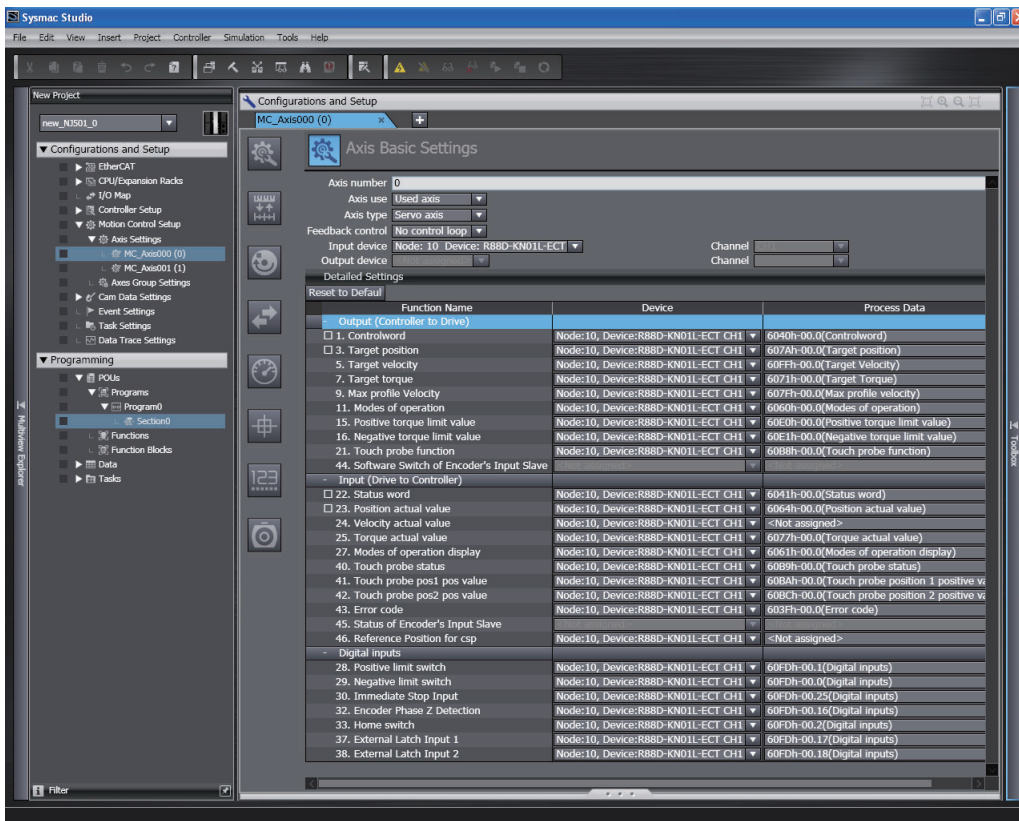 Sysmac Studio
File Edit View Insert Project Controller Simulation Tools Help
New Project
new_NJ501_0
Configurations and Setup
EtherCAT
CPU/Expansion Racks
I/O Map
Controller Setup
Motion Control Setup
Axis Settings
MC_Axis000 (0)
MC_Axis001 (1)
Axes Group Settings
Cam Data Settings
Event Settings
Task Settings
Data Trace Settings
Programming
POUs
Programs
Program0
Section0
Functions
Function Blocks
Data
Tasks
Filter
Multiview Explorer
Configurations and Setup
MC_Axis000 (0)
Axis Basic Settings
Axis number 0
Axis use Used axis
Axis type Servo axis
Feedback control No control loop
Input device Node: 10 Device: R88D-KN01L-ECT Channel CH1
Output device <Not assigned> Channel
Detailed Settings
Reset to Defaul
Function Name Device Process Data
- Output (Controller to Drive)
1. Controlword Node:10, Device:R88D-KN01L-ECT CH1 6040h-00.0(Controlword)
3. Target position Node:10, Device:R88D-KN01L-ECT CH1 607Ah-00.0(Target position)
5. Target velocity Node:10, Device:R88D-KN01L-ECT CH1 60FFh-00.0(Target Velocity)
7. Target torque Node:10, Device:R88D-KN01L-ECT CH1 6071h-00.0(Target Torque)
9. Max profile Velocity Node:10, Device:R88D-KN01L-ECT CH1 607Fh-00.0(Max profile velocity)
11. Modes of operation Node:10, Device:R88D-KN01L-ECT CH1 6060h-00.0(Modes of operation)
15. Positive torque limit value Node:10, Device:R88D-KN01L-ECT CH1 60E0h-00.0(Positive torque limit value)
16. Negative torque limit value Node:10, Device:R88D-KN01L-ECT CH1 60E1h-00.0(Negative torque limit value)
21. Touch probe function Node:10, Device:R88D-KN01L-ECT CH1 60B8h-00.0(Touch probe function)
44. Software Switch of Encoder's Input Slave <Not assigned> <Not assigned>
- Input (Drive to Controller)
22. Status word Node:10, Device:R88D-KN01L-ECT CH1 6041h-00.0(Status word)
23. Position actual value Node:10, Device:R88D-KN01L-ECT CH1 6064h-00.0(Position actual value)
24. Velocity actual value Node:10, Device:R88D-KN01L-ECT CH1 <Not assigned>
25. Torque actual value Node:10, Device:R88D-KN01L-ECT CH1 6077h-00.0(Torque actual value)
27. Modes of operation display Node:10, Device:R88D-KN01L-ECT CH1 6061h-00.0(Modes of operation display)
40. Touch probe status Node:10, Device:R88D-KN01L-ECT CH1 60B9h-00.0(Touch probe status)
41. Touch probe pos1 pos value Node:10, Device:R88D-KN01L-ECT CH1 60BAh-00.0(Touch probe position 1 positive va
42. Touch probe pos2 pos value Node:10, Device:R88D-KN01L-ECT CH1 60BCh-00.0(Touch probe position 2 positive va
43. Error code Node:10, Device:R88D-KN01L-ECT CH1 603Fh-00.0(Error code)
45. Status of Encoder's Input Slave <Not assigned> <Not assigned>
46. Reference Position for csp Node:10, Device:R88D-KN01L-ECT CH1 <Not assigned>
- Digital inputs
28. Positive limit switch Node:10, Device:R88D-KN01L-ECT CH1 60FDh-00.1(Digital inputs)
29. Negative limit switch Node:10, Device:R88D-KN01L-ECT CH1 60FDh-00.0(Digital inputs)
30. Immediate Stop Input Node:10, Device:R88D-KN01L-ECT CH1 60FDh-00.25(Digital inputs)
32. Encoder Phase Z Detection Node:10, Device:R88D-KN01L-ECT CH1 60FDh-00.16(Digital inputs)
33. Home switch Node:10, Device:R88D-KN01L-ECT CH1 60FDh-00.2(Digital inputs)
37. External Latch Input 1 Node:10, Device:R88D-KN01L-ECT CH1 60FDh-00.17(Digital inputs)
38. External Latch Input 2 Node:10, Device:R88D-KN01L-ECT CH1 60FDh-00.18(Digital inputs)
123
Toolbox